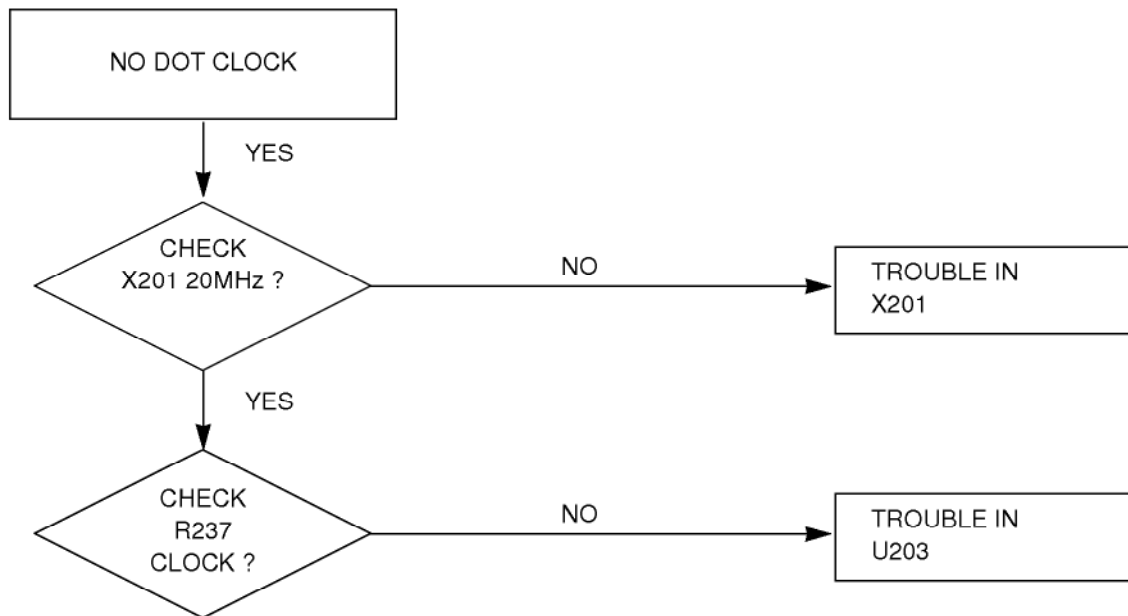 NO DOT CLOCK
YES
CHECK
X201 20MHz ?
NO
TROUBLE IN
X201
YES
CHECK
R237
CLOCK ?
NO
TROUBLE IN
U203